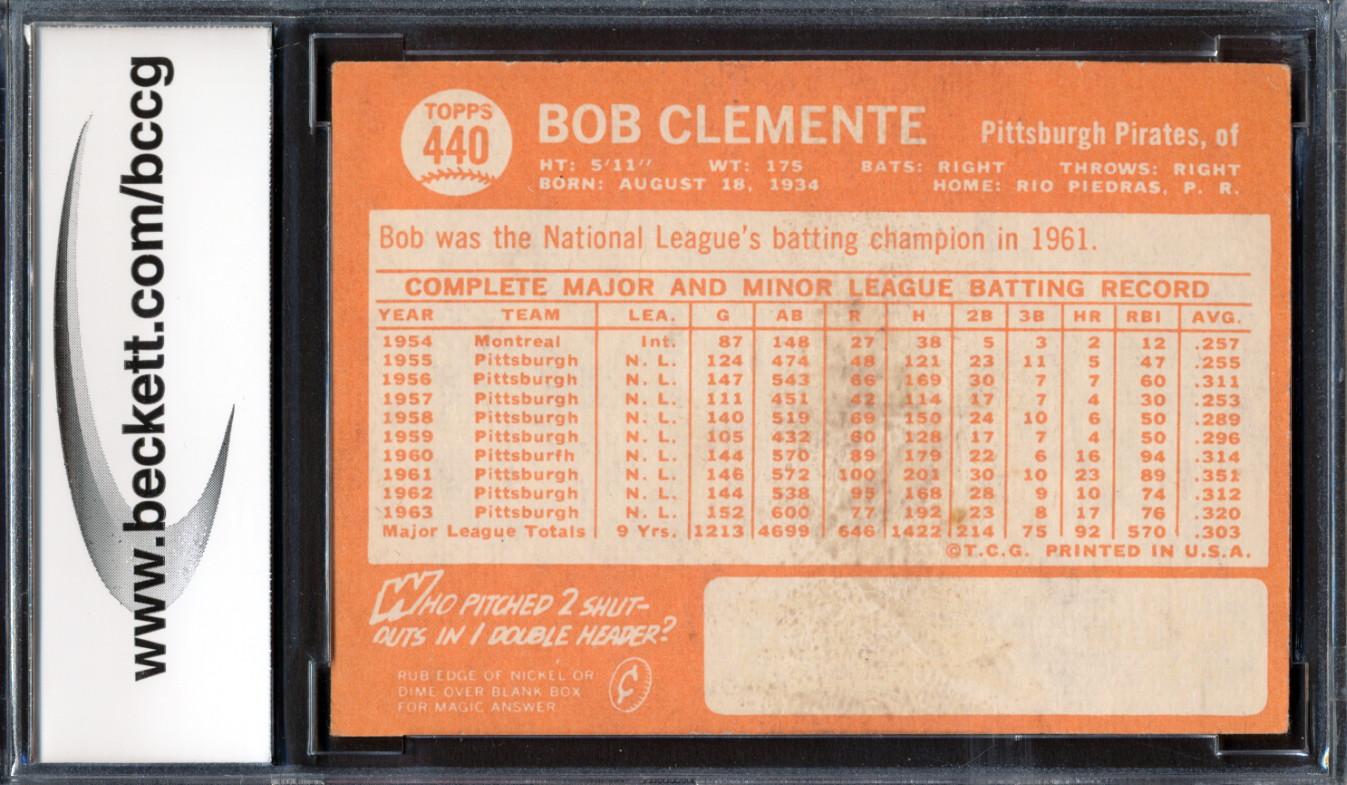 www.beckett.com/bccg
TOPPS
440
BOB CLEMENTE
Pittsburgh Pirates, of
HT: 5'11" WT: 175 BATS: RIGHT THROWS: RIGHT
BORN: AUGUST 18, 1934 HOME: RIO PIEDRAS, P. R.
Bob was the National League's batting champion in 1961.
COMPLETE MAJOR AND MINOR LEAGUE BATTING RECORD
YEAR TEAM LEA. G AB R H 2B 3B HR RBI AVG.
1954 Montreal Int. 87 148 27 38 5 3 2 12 .257
1955 Pittsburgh N. L. 124 474 48 121 23 11 5 47 .255
1956 Pittsburgh N. L. 147 543 66 169 30 7 7 60 .311
1957 Pittsburgh N. L. 111 451 42 114 17 7 4 30 .253
1958 Pittsburgh N. L. 140 519 69 150 24 10 6 50 .289
1959 Pittsburgh N. L. 105 432 60 128 17 7 4 50 .296
1960 Pittsburfh N. L. 144 570 89 179 22 6 16 94 .314
1961 Pittsburgh N. L. 146 572 100 201 30 10 23 89 .351
1962 Pittsburgh N. L. 144 538 95 168 28 9 10 74 .312
1963 Pittsburgh N. L. 152 600 77 192 23 8 17 76 .320
Major League Totals 9 Yrs. 1213 4699 646 1422 214 75 92 570 .303
©T.C.G. PRINTED IN U.S.A.
WHO PITCHED 2 SHUT-
OUTS IN 1 DOUBLE HEADER?
RUB EDGE OF NICKEL OR
DIME OVER BLANK BOX
FOR MAGIC ANSWER
¢